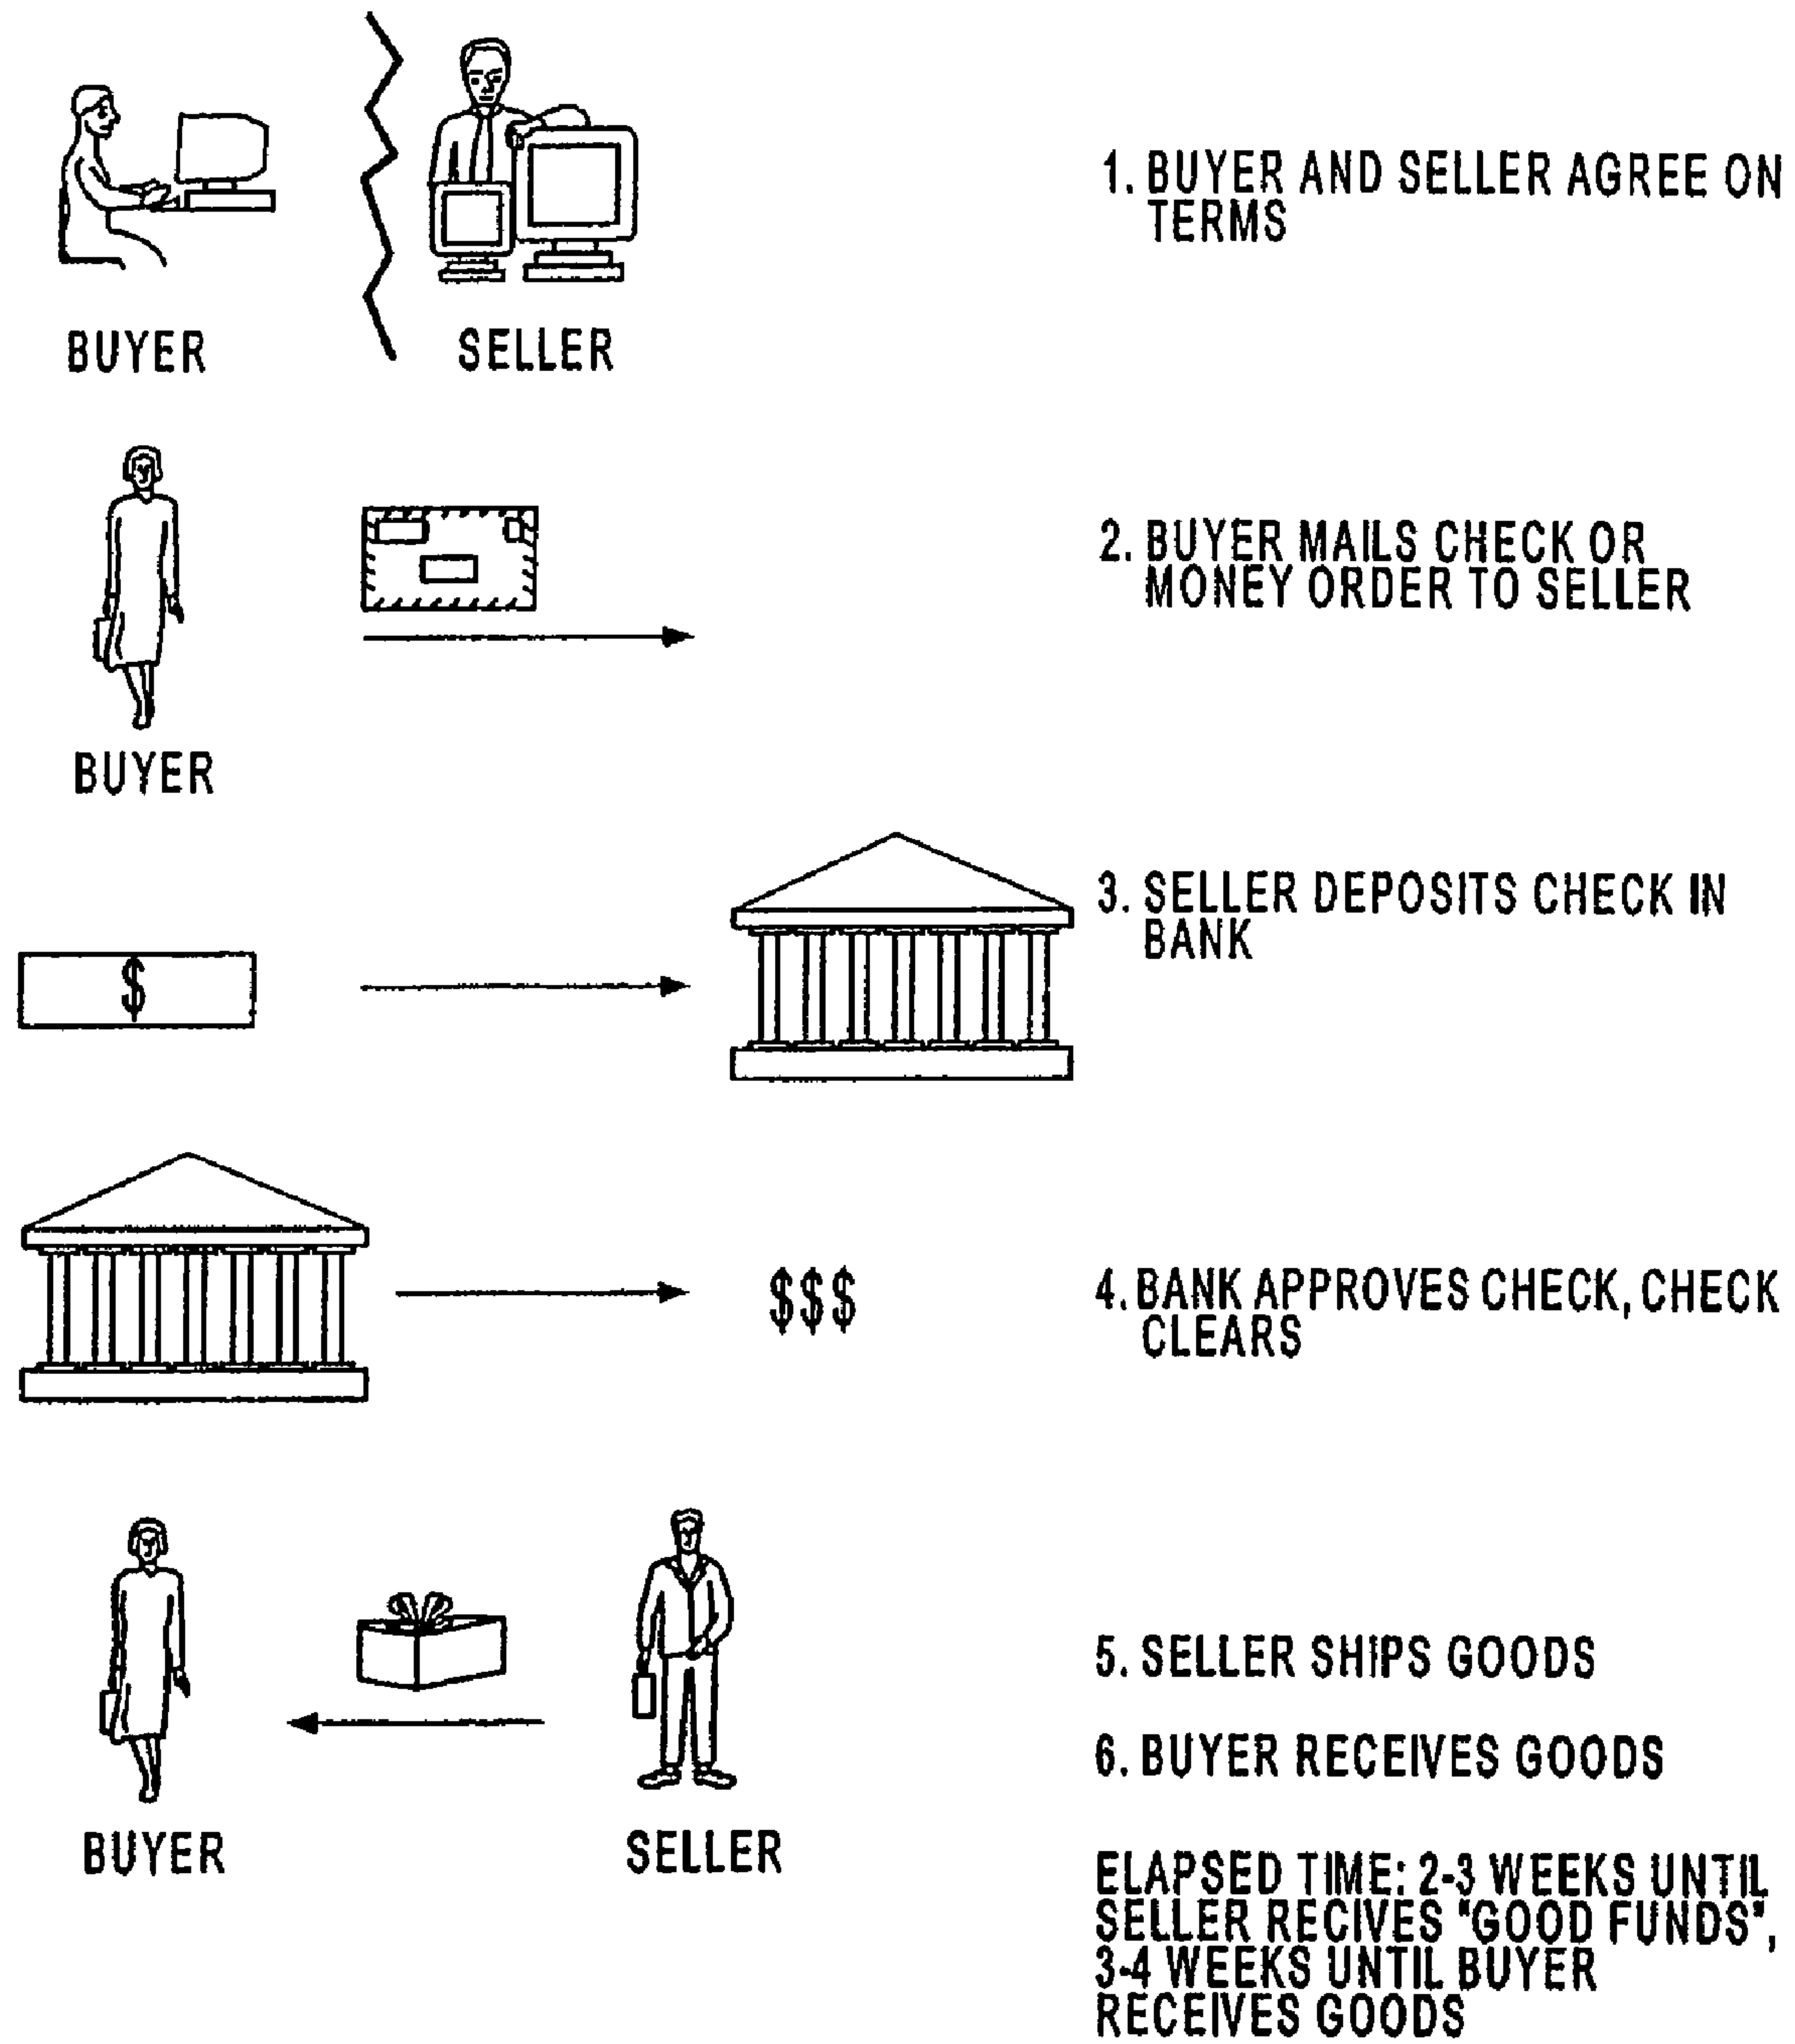 1. BUYER AND SELLER AGREE ON
TERMS
BUYER
SELLER
2. BUYER MAILS CHECK OR
MONEY ORDER TO SELLER
BUYER
3. SELLER DEPOSITS CHECK IN
BANK
$
4. BANK APPROVES CHECK, CHECK
CLEARS
$$$
5. SELLER SHIPS GOODS
6. BUYER RECEIVES GOODS
BUYER
SELLER
ELAPSED TIME: 2-3 WEEKS UNTIL
SELLER RECIVES "GOOD FUNDS",
3-4 WEEKS UNTIL BUYER
RECEIVES GOODS